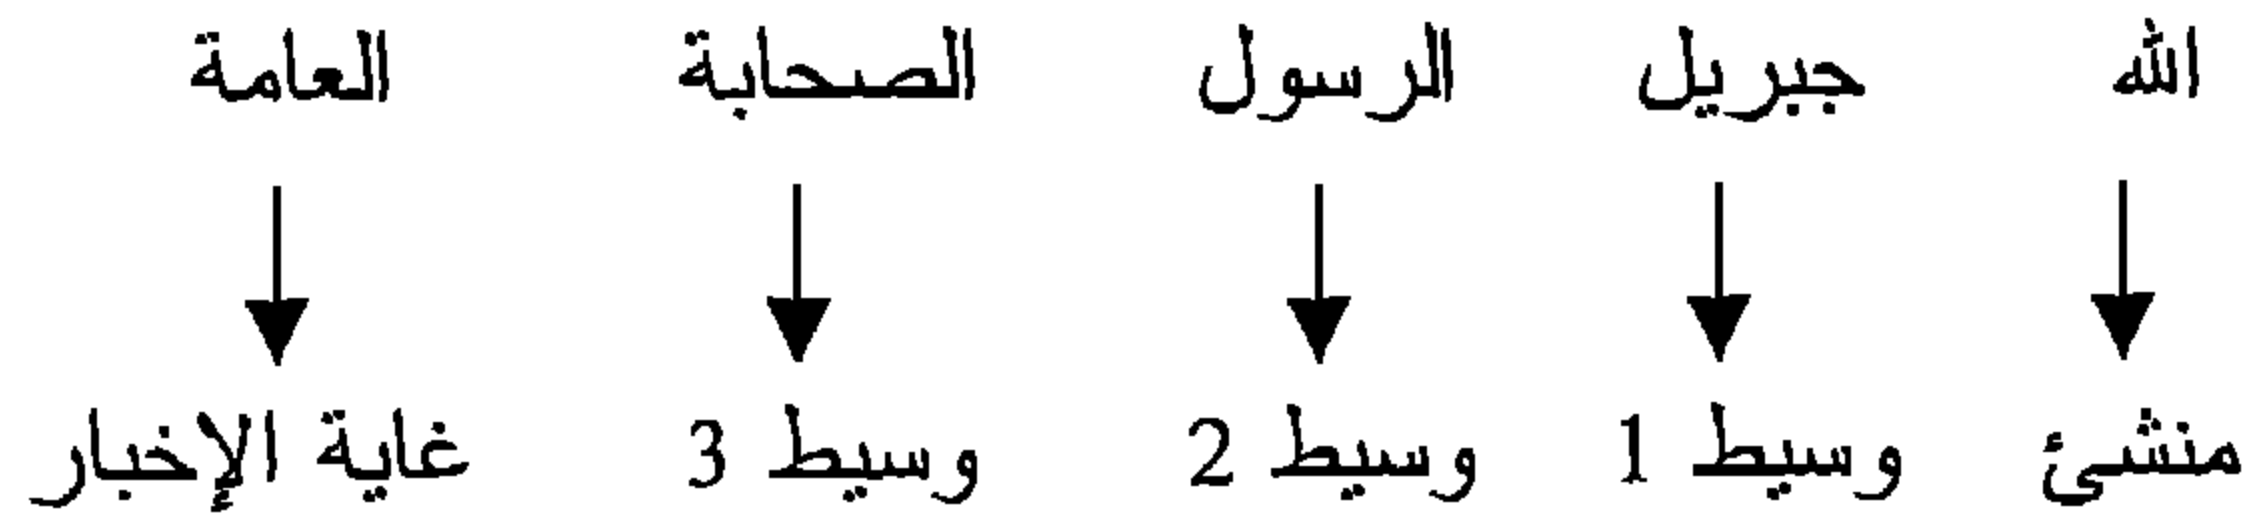 الله جبريل الرسول الصحابة العامة
منشئ وسيط 1 وسيط 2 وسيط 3 غاية الإخبار